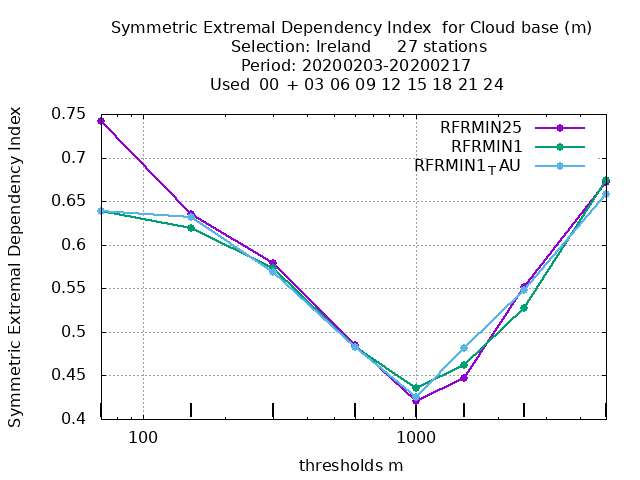 Symmetric Extremal Dependency Index  for Cloud base (m)
Selection: Ireland     27 stations
Period: 20200203-20200217
Used  00 + 03 06 09 12 15 18 21 24
Symmetric Extremal Dependency Index
0.75
0.7
0.65
0.6
0.55
0.5
0.45
0.4
RFRMIN25
RFRMIN1
RFRMIN1TAU
100 1000
thresholds m